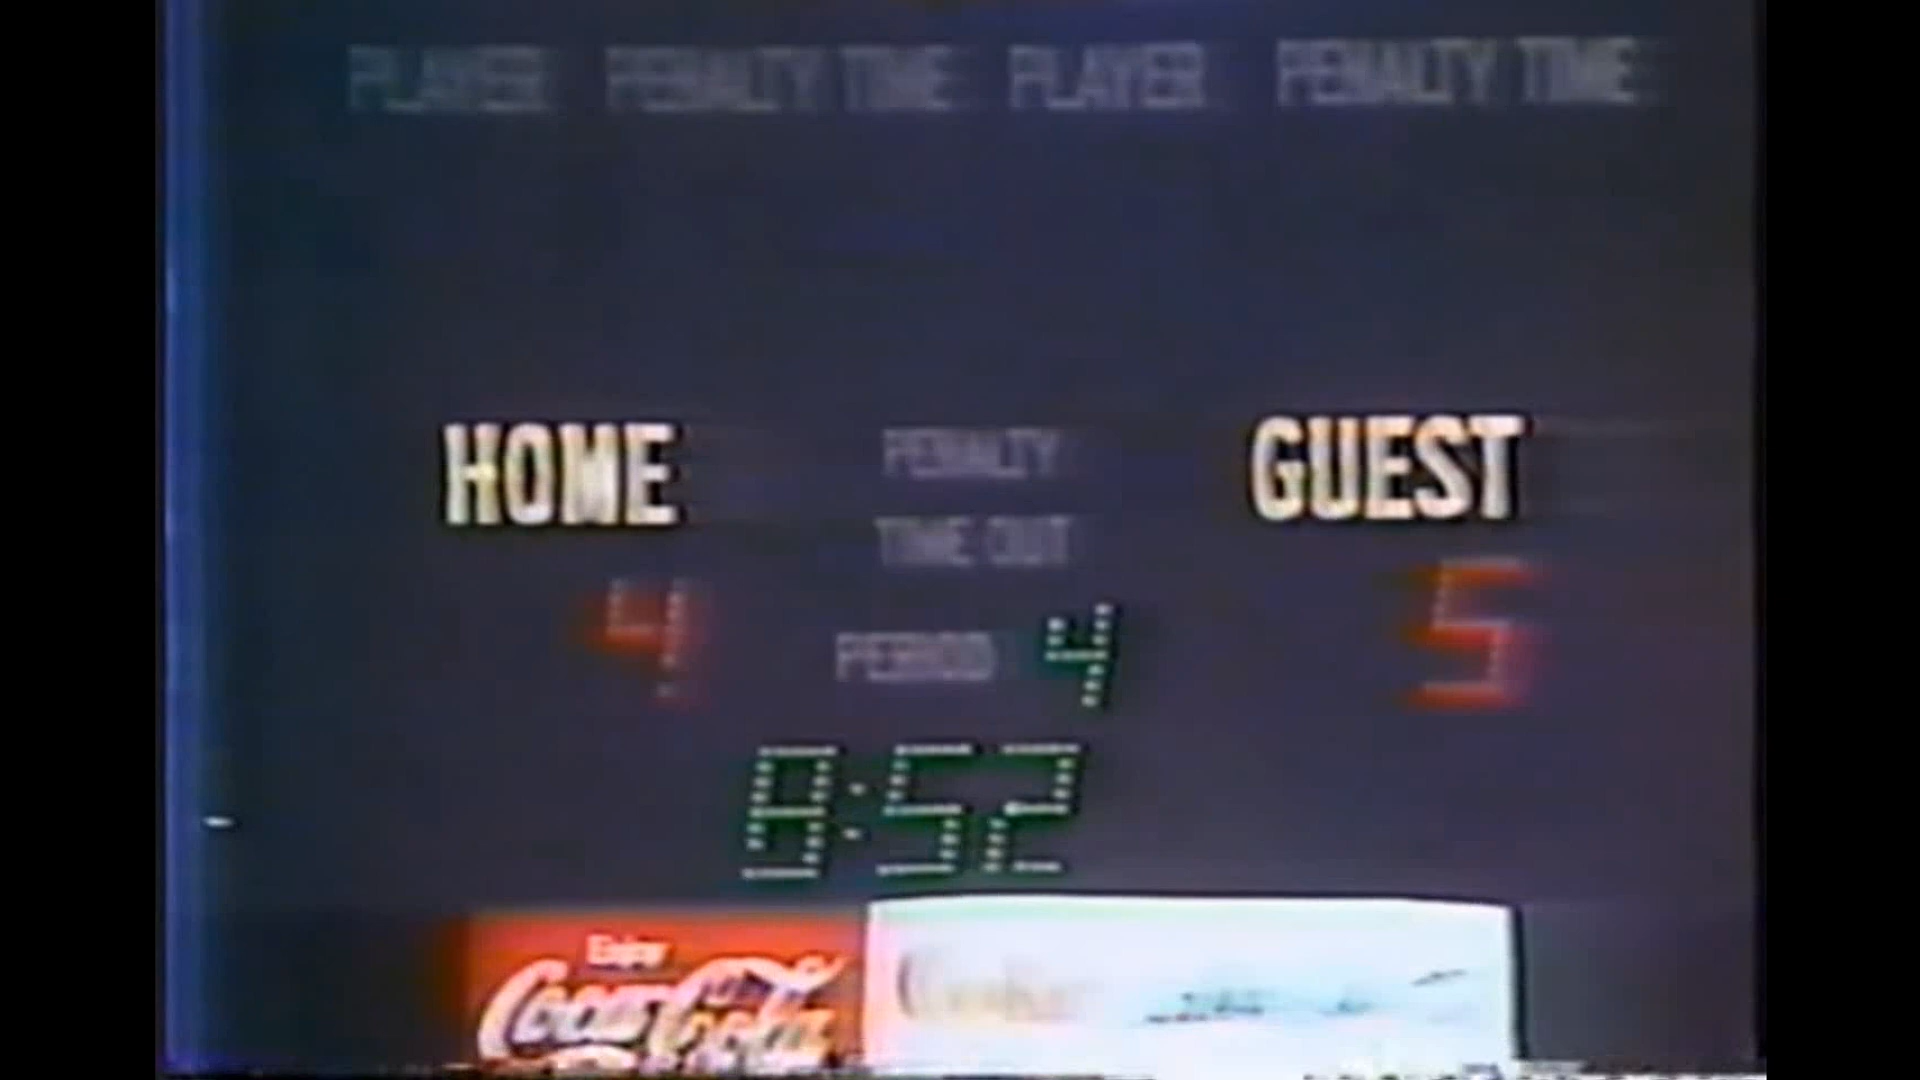 PLAYER PENALTY TIME PLAYER PENALTY TIME
HOME PENALTY TIME OUT GUEST
4 PERIOD 4 5
8:52
Enjoy
Coca-Cola